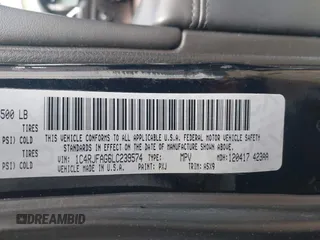 500 LB
TIRES
PSI) COLD
TIRES
PSI) COLD
THIS VEHICLE CONFORMS TO ALL APPLICABLE U.S.A. FEDERAL MOTOR VEHICLE SAFETY
STANDARDS IN EFFECT ON THE DATE OF MANUFACTURE SHOWN ABOVE.
VIN: 1C4RJFAG6LC239574 TYPE: MPV MDH: 120417 423AA
VEHICLE MADE IN U.S.A. PAINT: PXJ TRIM: A5X9
DREAMBID